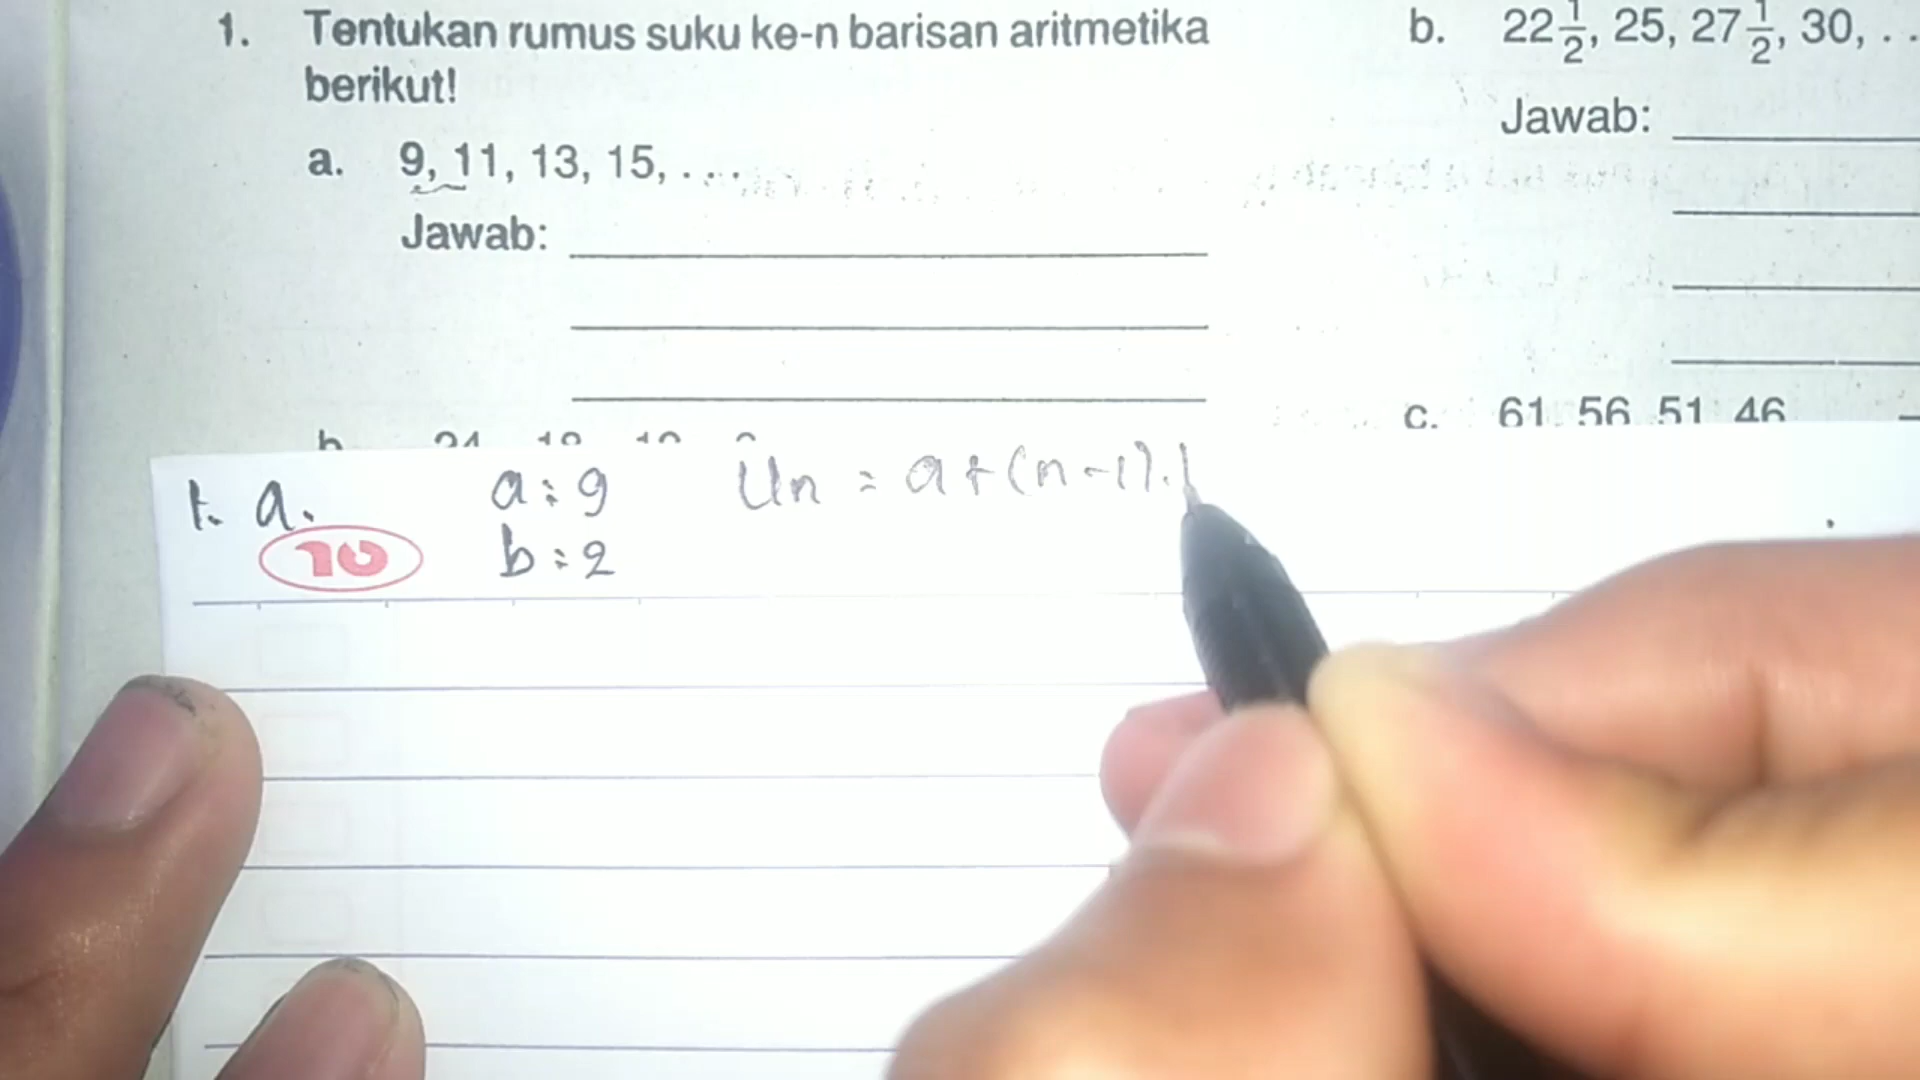 1. Tentukan rumus suku ke-n barisan aritmetika
berikut!
a. 9, 11, 13, 15, . . .
Jawab:
b. 22 1/2, 25, 27 1/2, 30, . .
Jawab:
c. 61 56 51 46
1. a. a = 9 Un = a + (n - 1) .
b = 2
10